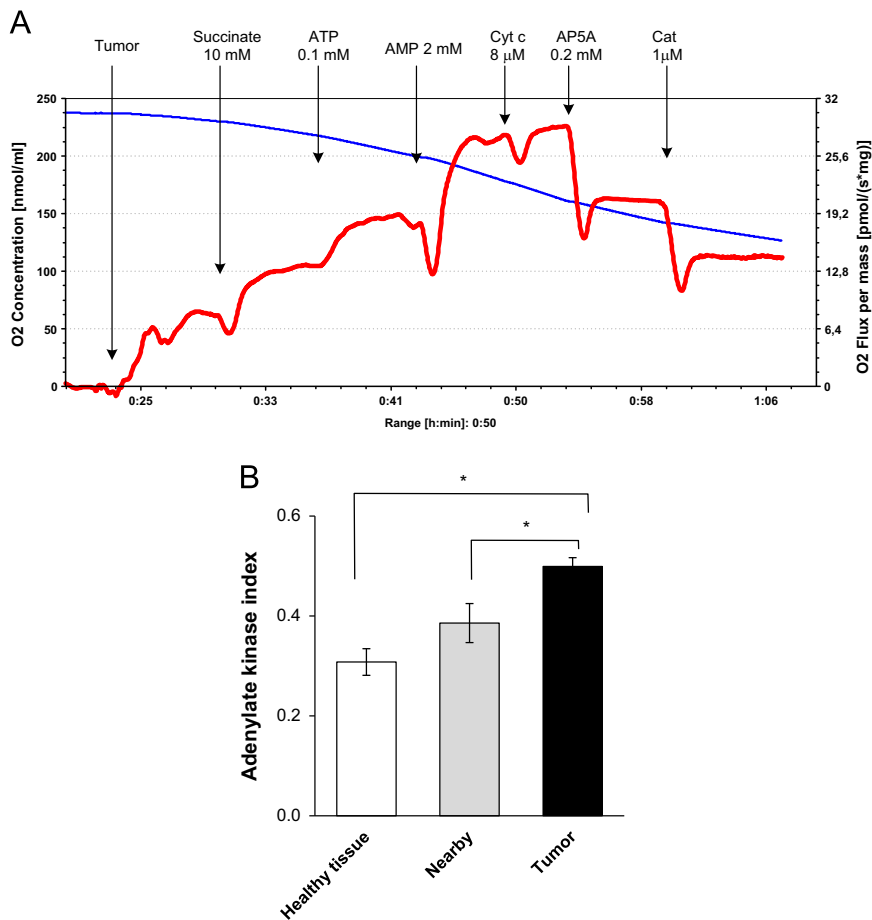 A
Tumor
Succinate
10 mM
ATP
0.1 mM
AMP 2 mM
Cyt c
8 μM
AP5A
0.2 mM
Cat
1μM
O2 Concentration [nmol/ml]
250
200
150
100
50
0
32
25,6
19,2
12,8
6,4
0
O2 Flux per mass [pmol/(s*mg)]
0:25
0:33
0:41
0:50
0:58
1:06
Range [h:min]: 0:50
B
*
*
Adenylate kinase index
0.6
0.4
0.2
0.0
Healthy tissue
Nearby
Tumor